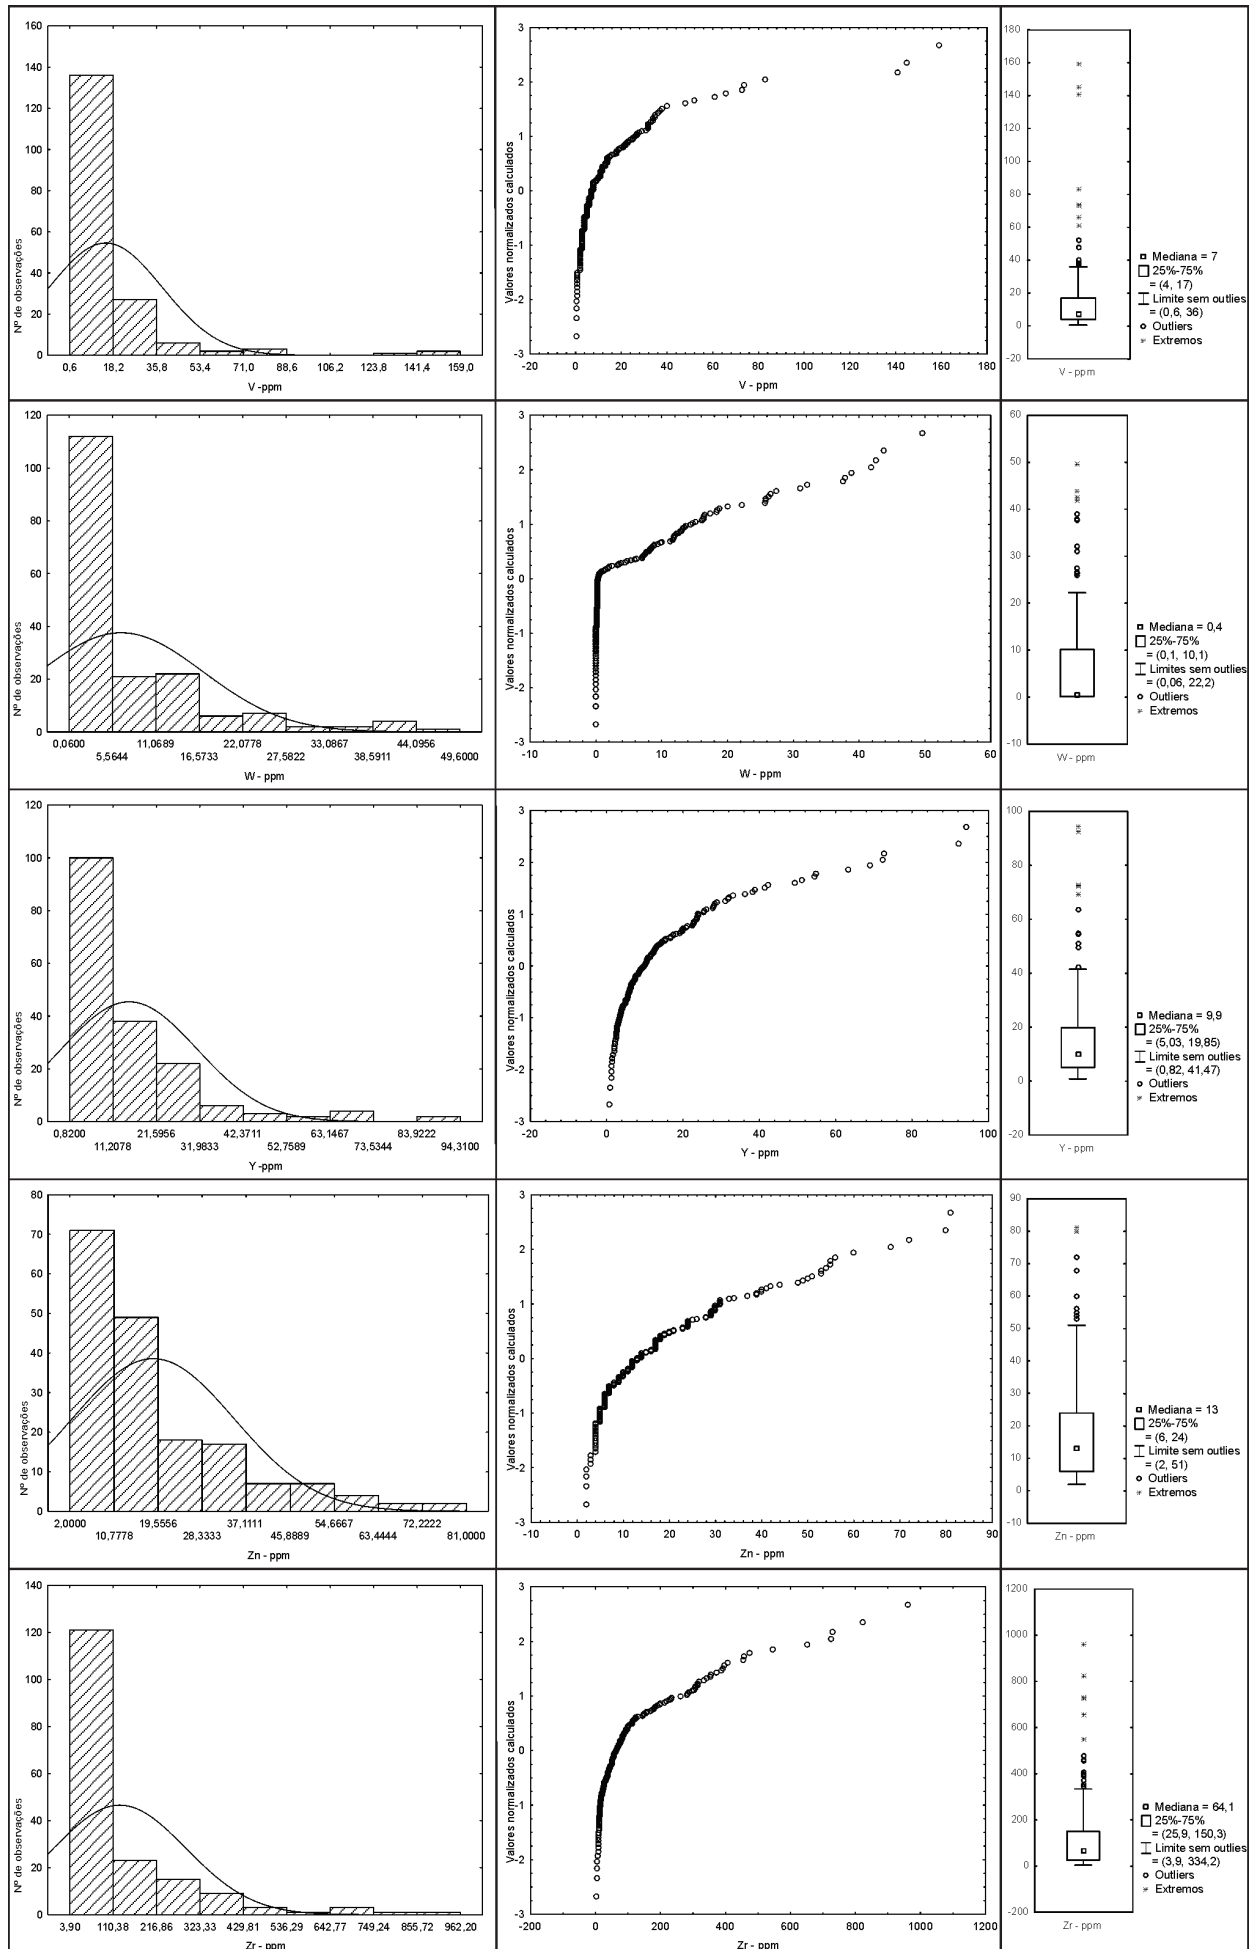 160
140
120
100
80
60
40
20
0
0,6 18,2 35,8 53,4 71,0 88,6 106,2 123,8 141,4 159,0
V -ppm
Nº de observações
3
2
1
0
-1
-2
-3
-20 0 20 40 60 80 100 120 140 160 180
V - ppm
Valores normalizados calculados
180
160
140
120
100
80
60
40
20
0
-20
V - ppm
Mediana = 7
25%-75%
= (4, 17)
Limite sem outlies
= (0,6, 36)
Outliers
Extremos
120
100
80
60
40
20
0
0,0600 11,0689 22,0778 33,0867 44,0956
5,5644 16,5733 27,5822 38,5911 49,6000
W - ppm
Nº de observações
3
2
1
0
-1
-2
-3
-10 0 10 20 30 40 50 60
W - ppm
Valores normalizados calculados
60
50
40
30
20
10
0
-10
W - ppm
Mediana = 0,4
25%-75%
= (0,1, 10,1)
Limites sem outlies
= (0,06, 22,2)
Outliers
Extremos
120
100
80
60
40
20
0
0,8200 21,5956 42,3711 63,1467 83,9222
11,2078 31,9833 52,7589 73,5344 94,3100
Y -ppm
Nº de observações
3
2
1
0
-1
-2
-3
-20 0 20 40 60 80 100
Y - ppm
Valores normalizados calculados
100
80
60
40
20
0
-20
Y - ppm
Mediana = 9,9
25%-75%
= (5,03, 19,85)
Limite sem outlies
= (0,82, 41,47)
Outliers
Extremos
80
70
60
50
40
30
20
10
0
2,0000 19,5556 37,1111 54,6667 72,2222
10,7778 28,3333 45,8889 63,4444 81,0000
Zn - ppm
Nº de observações
3
2
1
0
-1
-2
-3
-10 0 10 20 30 40 50 60 70 80 90
Zn - ppm
Valores normalizados calculados
90
80
70
60
50
40
30
20
10
0
-10
Zn - ppm
Mediana = 13
25%-75%
= (6, 24)
Limite sem outlies
= (2, 51)
Outliers
Extremos
140
120
100
80
60
40
20
0
3,90 110,38 216,86 323,33 429,81 536,29 642,77 749,24 855,72 962,20
Zr - ppm
Nº de observações
3
2
1
0
-1
-2
-3
-200 0 200 400 600 800 1000 1200
Zr - ppm
Valores normalizados calculados
1200
1000
800
600
400
200
0
-200
Zr - ppm
Mediana = 64,1
25%-75%
= (25,9, 150,3)
Limite sem outlies
= (3,9, 334,2)
Outliers
Extremos